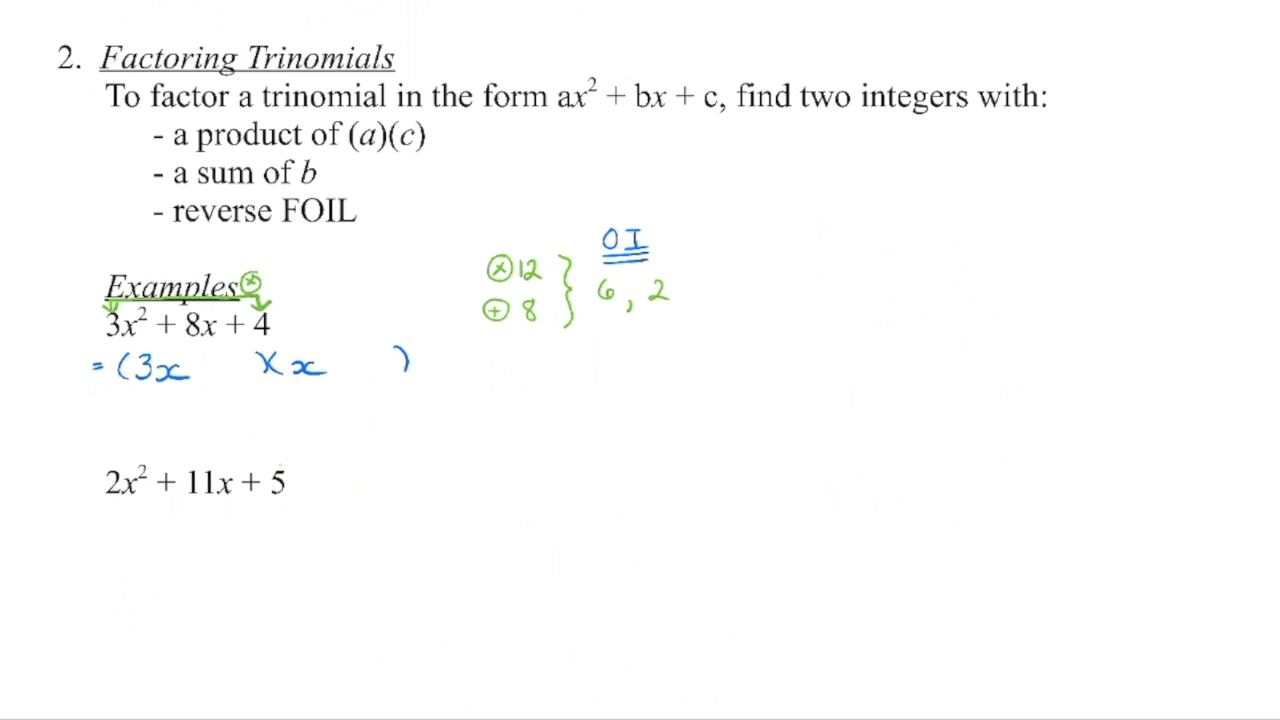 2. Factoring Trinomials
To factor a trinomial in the form ax² + bx + c, find two integers with:
- a product of (a)(c)
- a sum of b
- reverse FOIL
O I
Examples ⊗
⊗ 12
⊕ 8 } 6 , 2
3x² + 8x + 4
= (3x )(x )
2x² + 11x + 5